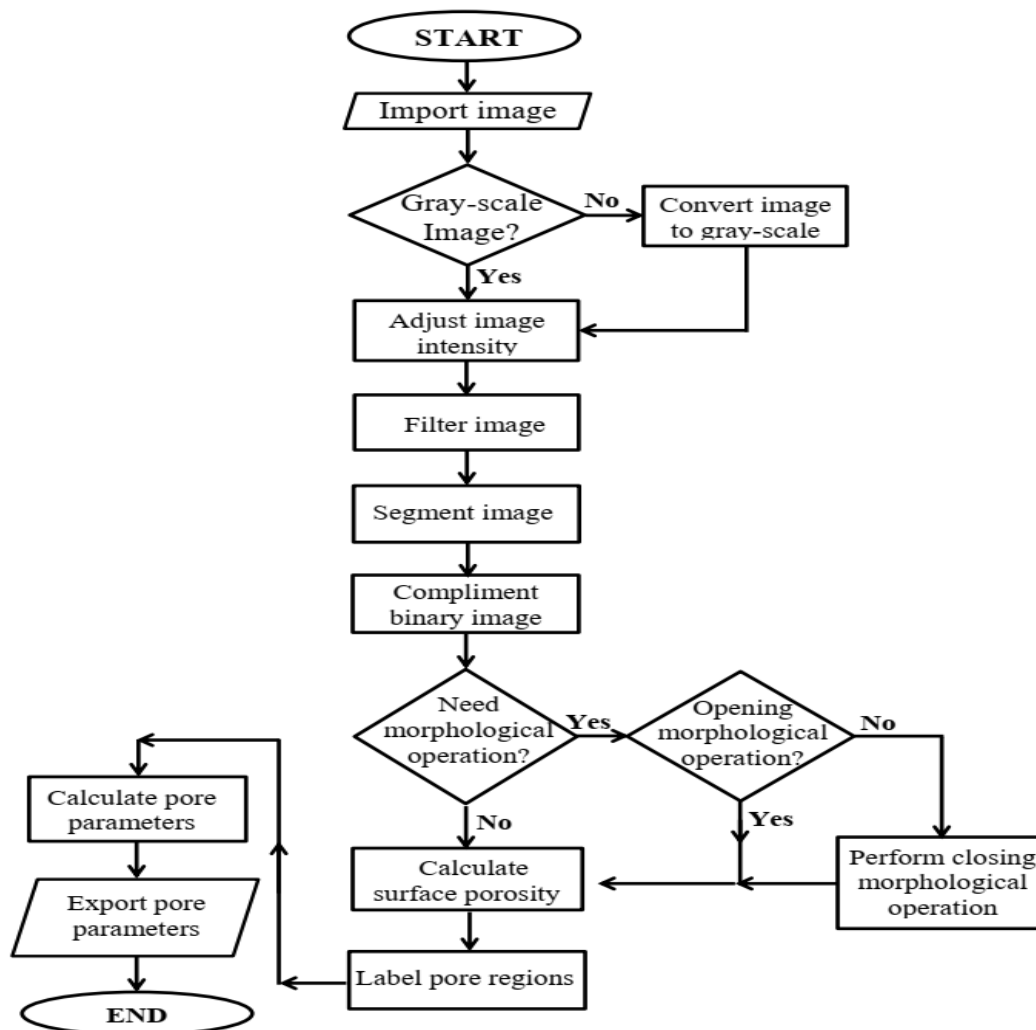 START
Import image
Gray-scale
Image?
No
Convert image
to gray-scale
Yes
Adjust image
intensity
Filter image
Segment image
Compliment
binary image
Need
morphological
operation?
Yes
Opening
morphological
operation?
No
Yes
Perform closing
morphological
operation
No
Calculate
surface porosity
Label pore regions
Calculate pore
parameters
Export pore
parameters
END